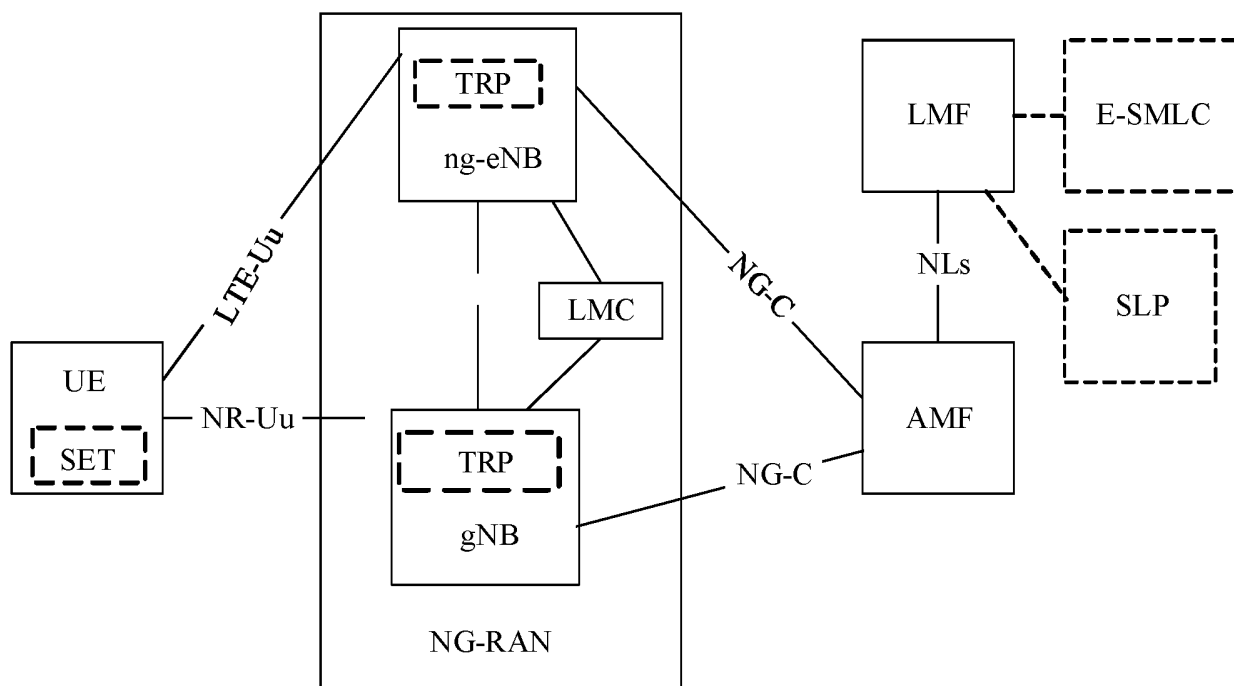 TRP
ng-eNB
LMF
E-SMLC
LTE-Uu
NG-C
NLs
SLP
LMC
UE
SET
NR-Uu
TRP
gNB
NG-C
AMF
NG-RAN